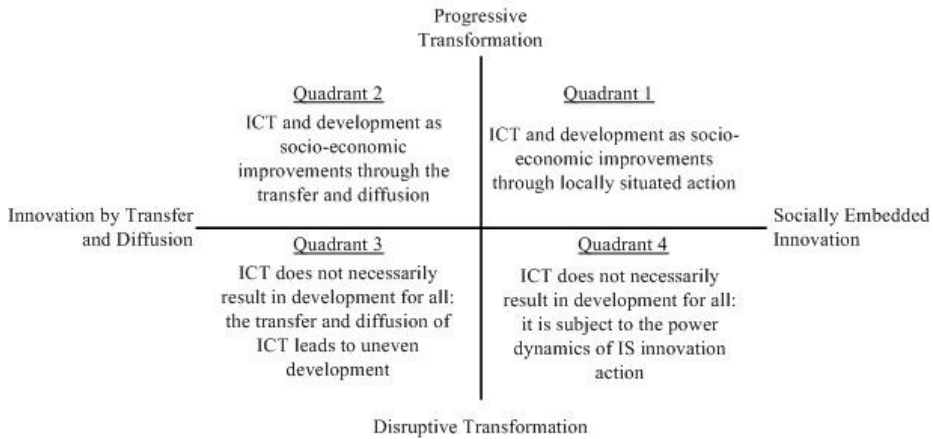 Progressive
Transformation
Quadrant 2
ICT and development as
socio-economic
improvements through the
transfer and diffusion
Quadrant 1
ICT and development as socio-
economic improvements
through locally situated action
Innovation by Transfer
and Diffusion
Socially Embedded
Innovation
Quadrant 3
ICT does not necessarily
result in development for all:
the transfer and diffusion of
ICT leads to uneven
development
Quadrant 4
ICT does not necessarily
result in development for all:
it is subject to the power
dynamics of IS innovation
action
Disruptive Transformation